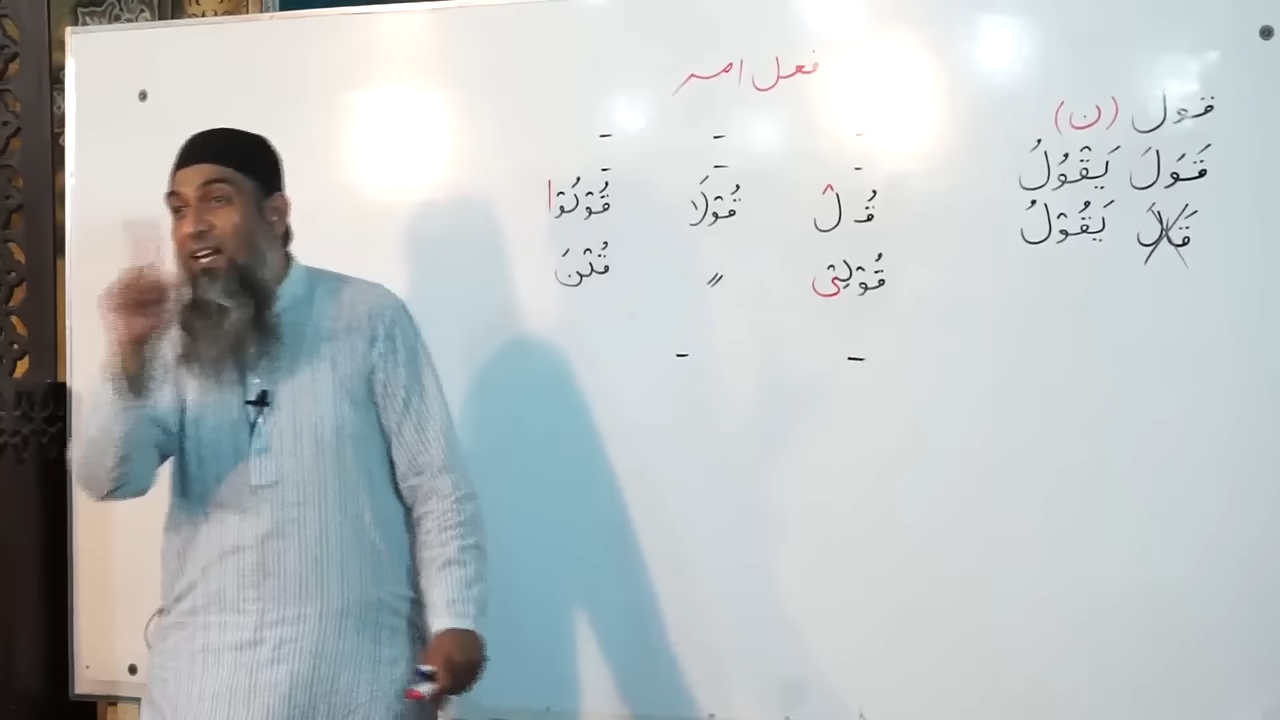 فعل امر
قول (ن)
قَوَلَ يَقْوُلُ
قَالَ يَقُوْلُ
- - -
- - -
قُلْ قُوْلَا قُوْلُوْا
قُوْلِىْ " قُلْنَ
- -